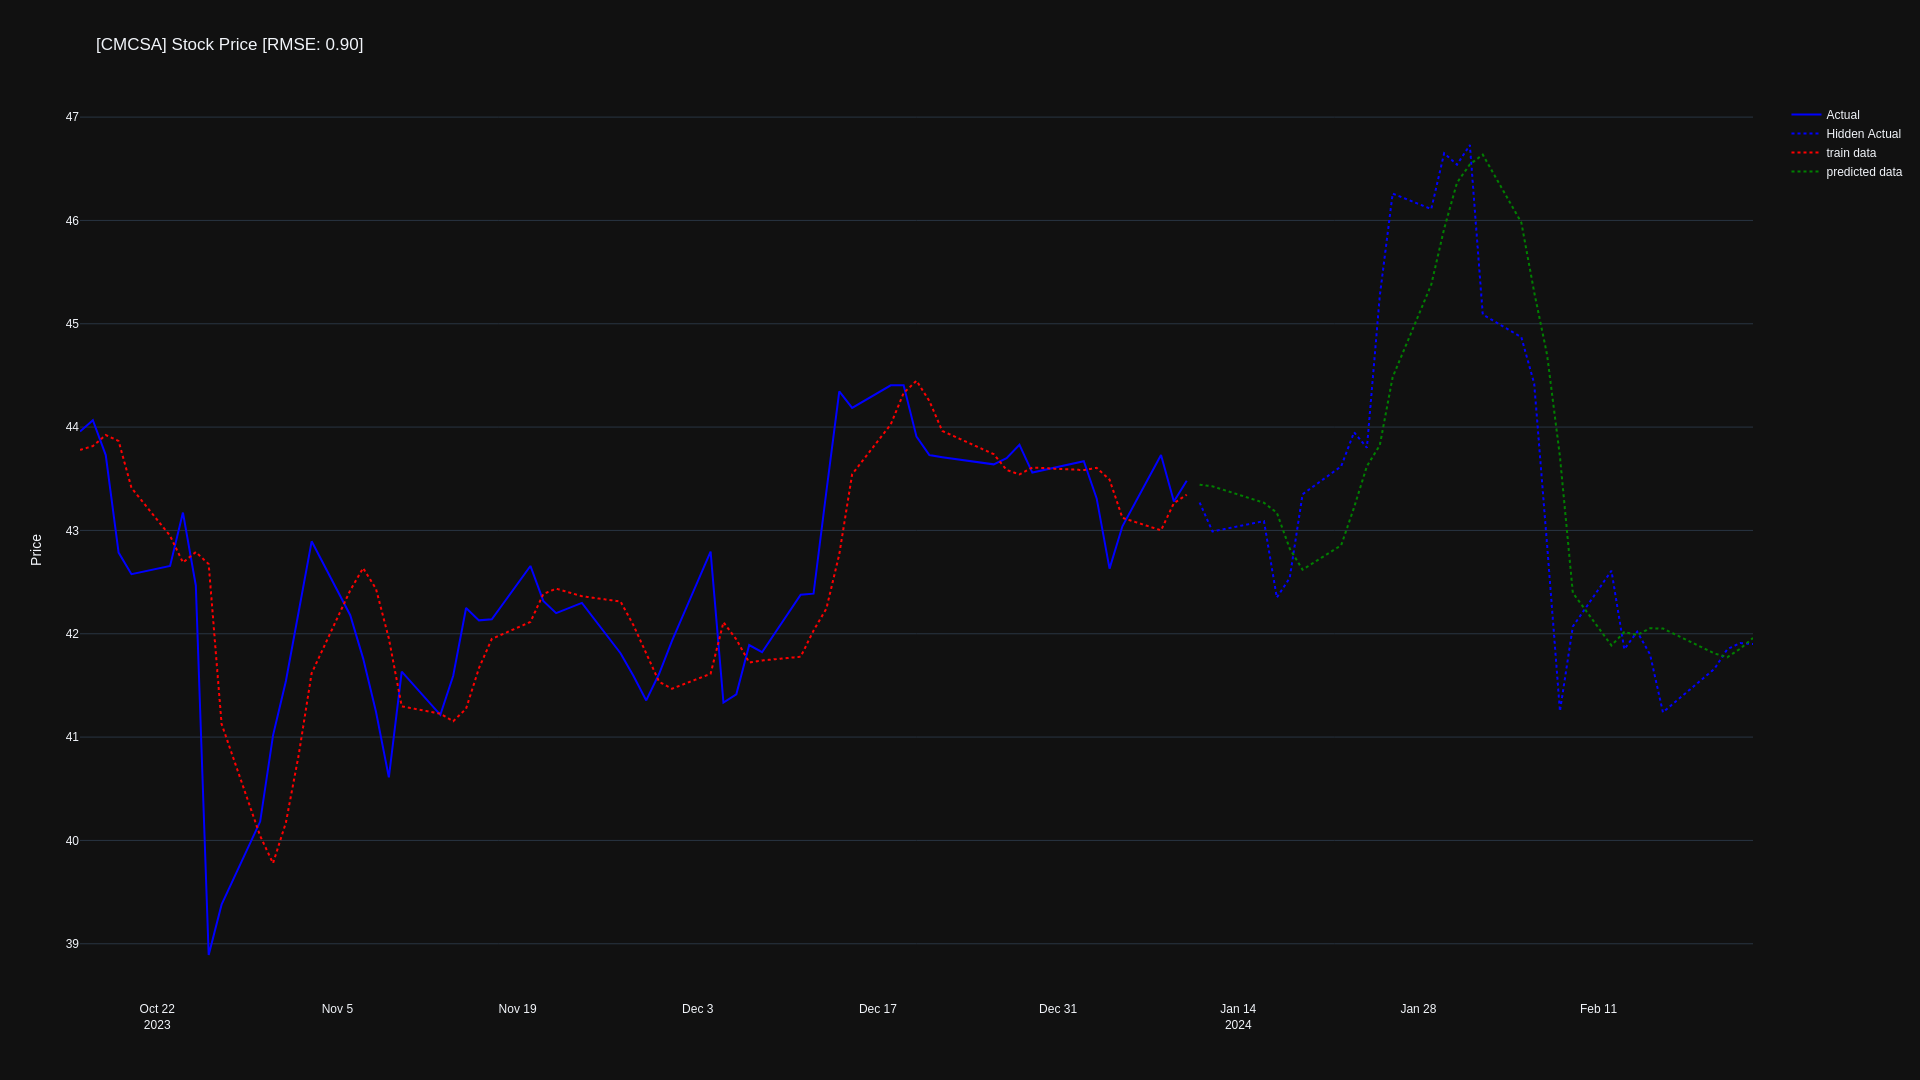 [CMCSA] Stock Price [RMSE: 0.90]
47
46
45
44
43
42
41
40
39
Price
Oct 22
2023
Nov 5
Nov 19
Dec 3
Dec 17
Dec 31
Jan 14
2024
Jan 28
Feb 11
Actual
Hidden Actual
train data
predicted data